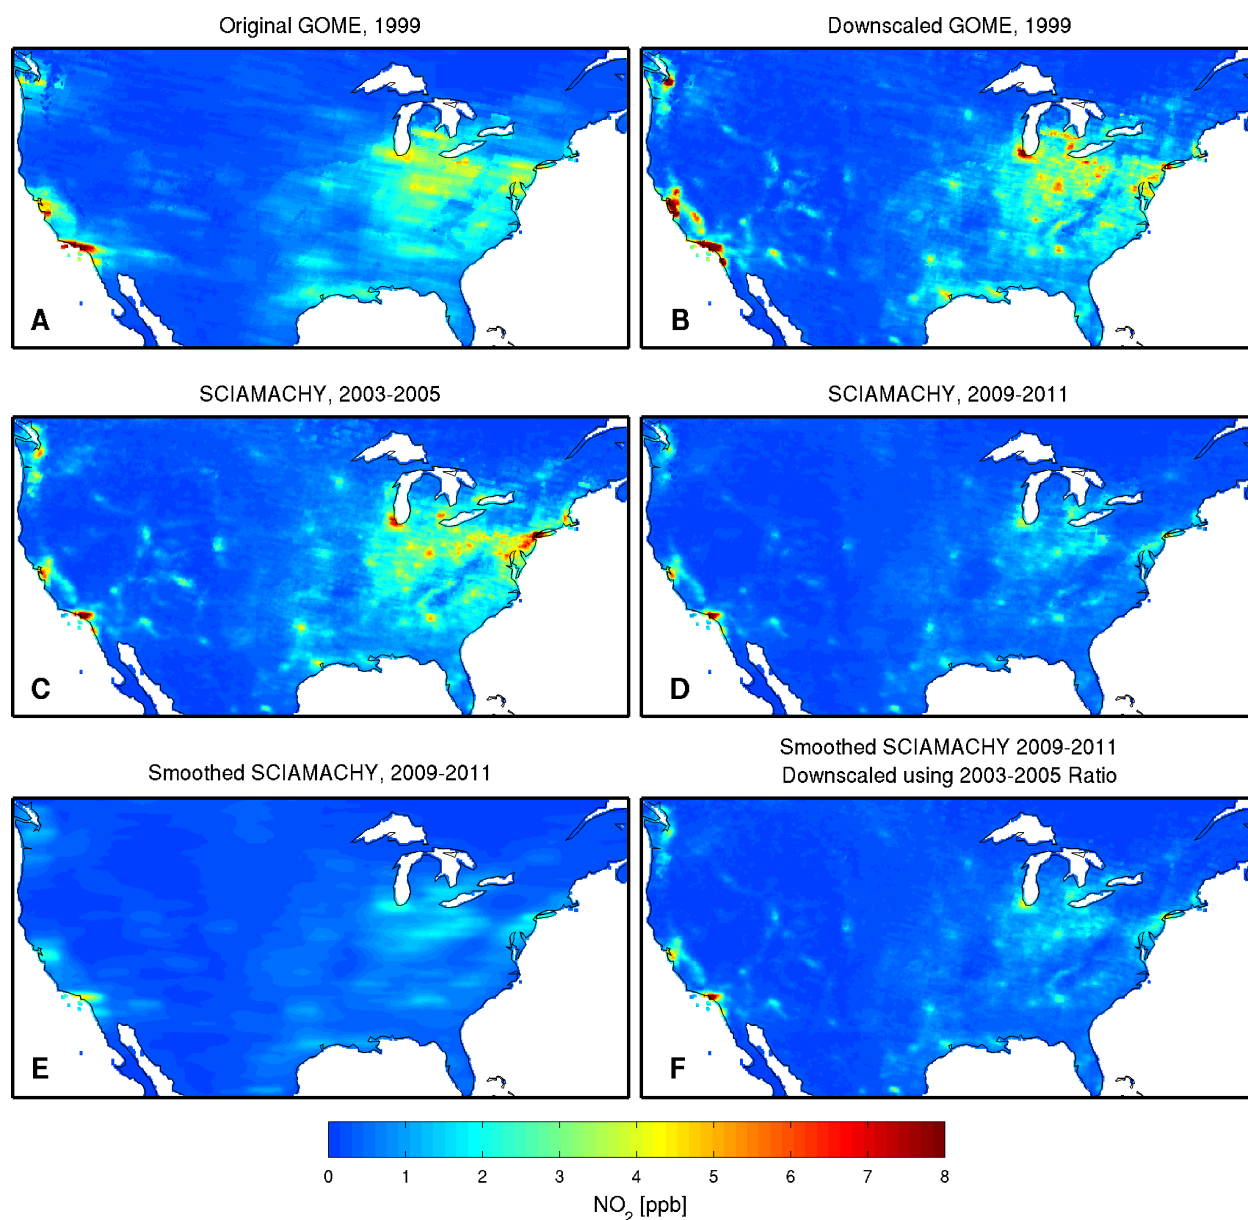 Original GOME, 1999
Downscaled GOME, 1999
A
B
SCIAMACHY, 2003-2005
SCIAMACHY, 2009-2011
C
D
Smoothed SCIAMACHY, 2009-2011
Smoothed SCIAMACHY 2009-2011
Downscaled using 2003-2005 Ratio
E
F
0 1 2 3 4 5 6 7 8
NO₂ [ppb]